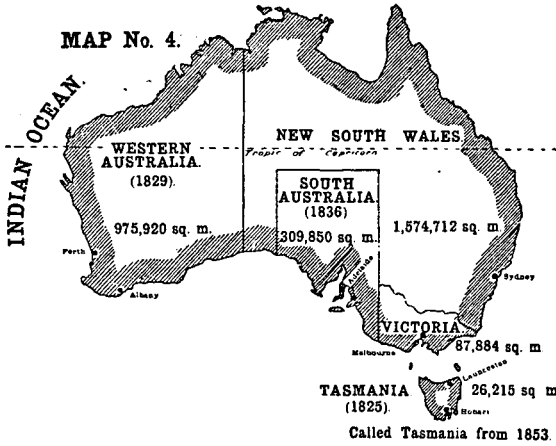 MAP No. 4.
INDIAN OCEAN.
NEW SOUTH WALES.
WESTERN
AUSTRALIA.
(1829).
Tropic of Capricorn
SOUTH
AUSTRALIA.
(1836)
975,920 sq. m.
309,850 sq. m.
1,574,712 sq. m.
Perth
Adelaide
Sydney
Albany
VICTORIA.
Melbourne
87,884 sq. m
Launceston
TASMANIA
(1825).
26,215 sq. m
Hobart
Called Tasmania from 1853.